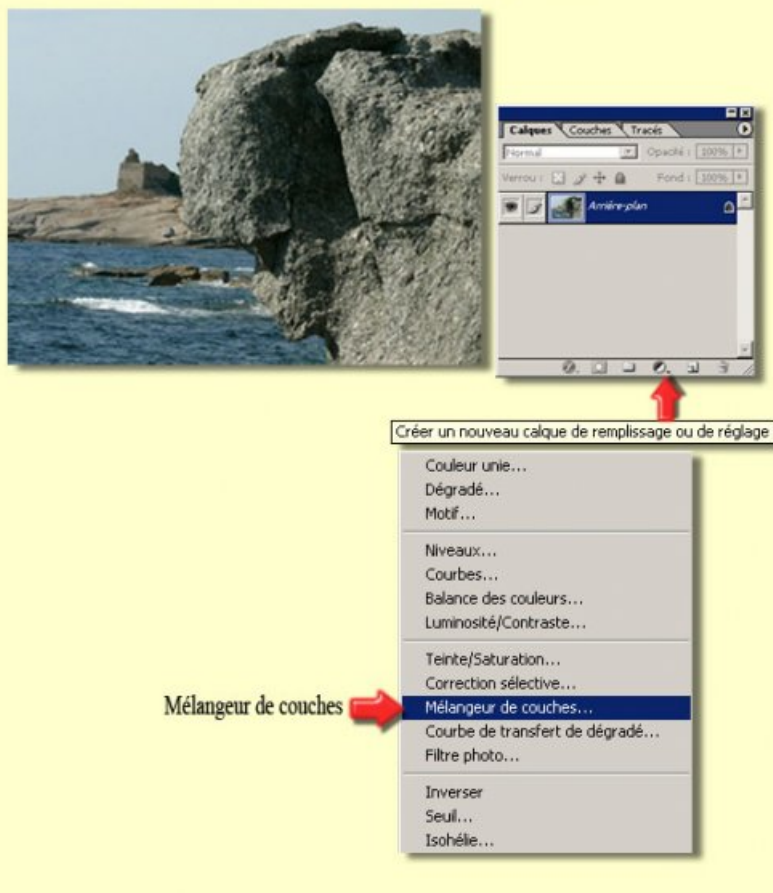 Calques Couches Tracés
Normal Opacité : 100%
Verrou : Fond : 100%
Arrière-plan
Créer un nouveau calque de remplissage ou de réglage
Couleur unie...
Dégradé...
Motif...
Niveaux...
Courbes...
Balance des couleurs...
Luminosité/Contraste...
Teinte/Saturation...
Correction sélective...
Mélangeur de couches Mélangeur de couches...
Courbe de transfert de dégradé...
Filtre photo...
Inverser
Seuil...
Isohélie...